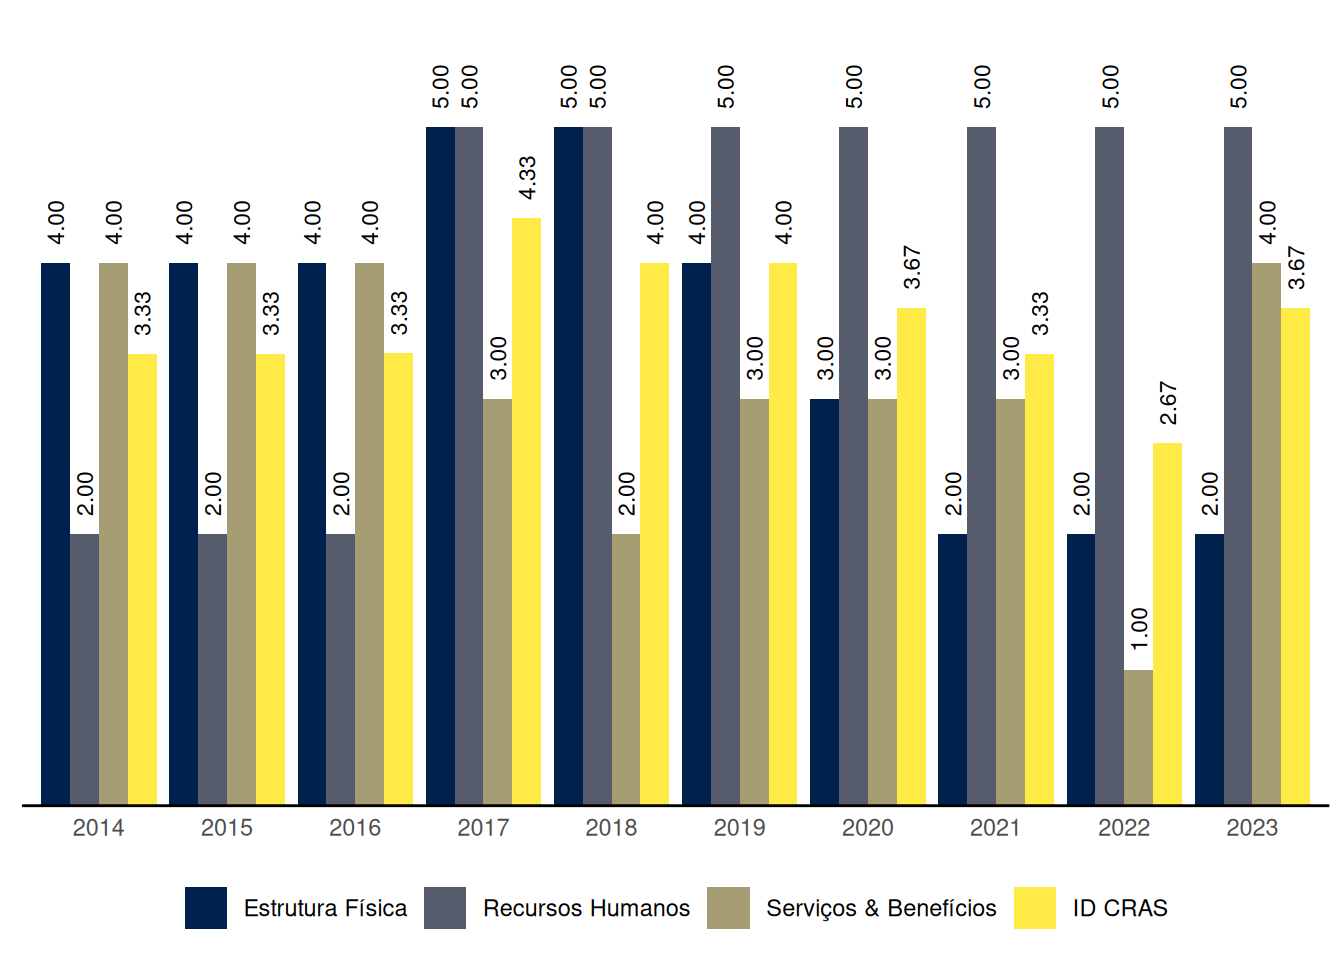 5.00 5.00 5.00 5.00 5.00 5.00 5.00 5.00 5.00
4.33
4.00 4.00 4.00 4.00 4.00 4.00 4.00 4.00 4.00 4.00
3.67 3.67
3.33 3.33 3.33 3.33
3.00 3.00 3.00 3.00 3.00
2.67
2.00 2.00 2.00 2.00 2.00 2.00 2.00
1.00
2014 2015 2016 2017 2018 2019 2020 2021 2022 2023
Estrutura Física Recursos Humanos Serviços & Benefícios ID CRAS